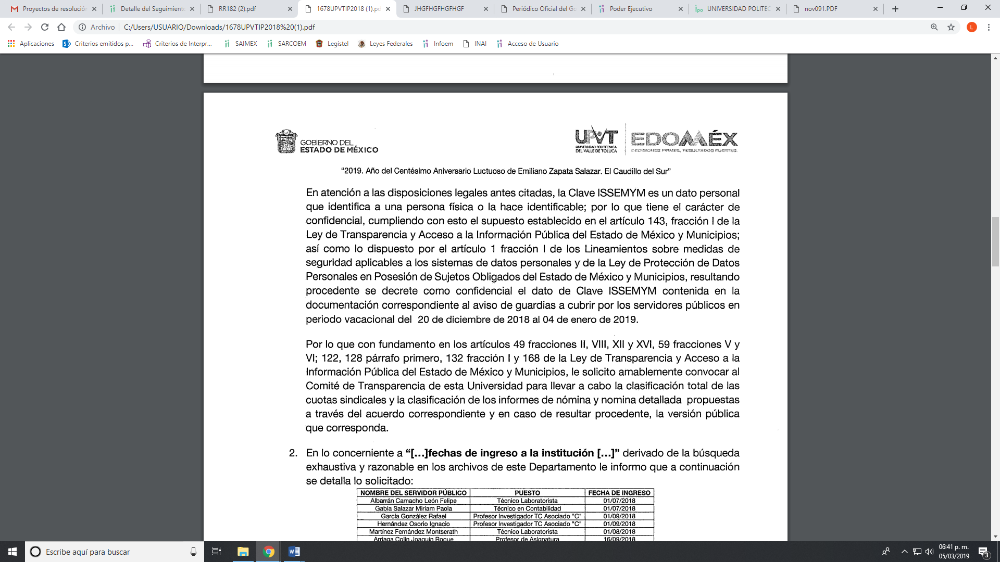 Proyectos de resolución
Detalle del Seguimiento
RR182 (2).pdf
1678UPVTIP2018 (1).pd
JHGFHGFHGFHGF
Periódico Oficial del Go
Poder Ejecutivo
UNIVERSIDAD POLITEC
nov091.PDF
Archivo
C:/Users/USUARIO/Downloads/1678UPVTIP2018%20(1).pdf
L
Aplicaciones
Criterios emitidos p...
Criterios de Interpr...
SAIMEX
SARCOEM
Legistel
Leyes Federales
Infoem
INAI
Acceso de Usuario
GOBIERNO DEL
ESTADO DE MÉXICO
UPVT
UNIVERSIDAD POLITÉCNICA
DEL VALLE DE TOLUCA
EDOMÉX
DECISIONES FIRMES, RESULTADOS FUERTES.
“2019. Año del Centésimo Aniversario Luctuoso de Emiliano Zapata Salazar. El Caudillo del Sur”
En atención a las disposiciones legales antes citadas, la Clave ISSEMYM es un dato personal
que identifica a una persona física o la hace identificable; por lo que tiene el carácter de
confidencial, cumpliendo con esto el supuesto establecido en el artículo 143, fracción I de la
Ley de Transparencia y Acceso a la Información Pública del Estado de México y Municipios;
así como lo dispuesto por el artículo 1 fracción I de los Lineamientos sobre medidas de
seguridad aplicables a los sistemas de datos personales y de la Ley de Protección de Datos
Personales en Posesión de Sujetos Obligados del Estado de México y Municipios, resultando
procedente se decrete como confidencial el dato de Clave ISSEMYM contenida en la
documentación correspondiente al aviso de guardias a cubrir por los servidores públicos en
periodo vacacional del 20 de diciembre de 2018 al 04 de enero de 2019.
Por lo que con fundamento en los artículos 49 fracciones II, VIII, XII y XVI, 59 fracciones V y
VI; 122, 128 párrafo primero, 132 fracción I y 168 de la Ley de Transparencia y Acceso a la
Información Pública del Estado de México y Municipios, le solicito amablemente convocar al
Comité de Transparencia de esta Universidad para llevar a cabo la clasificación total de las
cuotas sindicales y la clasificación de los informes de nómina y nomina detallada propuestas
a través del acuerdo correspondiente y en caso de resultar procedente, la versión pública
que corresponda.
2. En lo concerniente a “[...]fechas de ingreso a la institución [...]” derivado de la búsqueda
exhaustiva y razonable en los archivos de este Departamento le informo que a continuación
se detalla lo solicitado:
NOMBRE DEL SERVIDOR PÚBLICO PUESTO FECHA DE INGRESO
Albarrán Camacho León Felipe Técnico Laboratorista 01/07/2018
Gabia Salazar Miriam Paola Técnico en Contabilidad 01/07/2018
García González Rafael Profesor Investigador TC Asociado "C" 01/09/2018
Hernández Osorio Ignacio Profesor Investigador TC Asociado "C" 01/09/2018
Martínez Fernández Montserath Técnico Laboratorista 01/08/2018
Arriaga Colín Joaquín Roque Profesor de Asignatura 16/09/2018
Escribe aquí para buscar
06:41 p. m.
05/03/2019
3